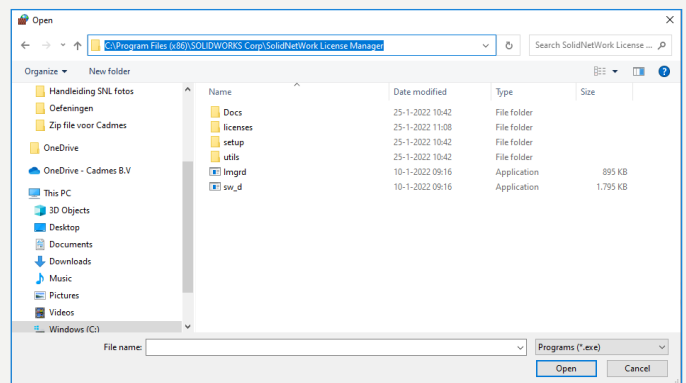 Open
C:\Program Files (x86)\SOLIDWORKS Corp\SolidNetWork License Manager
Search SolidNetWork License ...
Organize
New folder
Handleiding SNL fotos
Oefeningen
Zip file voor Cadmes
OneDrive
OneDrive - Cadmes B.V
This PC
3D Objects
Desktop
Documents
Downloads
Music
Pictures
Videos
Windows (C:)
Name Date modified Type Size
Docs 25-1-2022 10:42 File folder
licenses 25-1-2022 11:08 File folder
setup 25-1-2022 10:42 File folder
utils 25-1-2022 10:42 File folder
lmgrd 10-1-2022 09:16 Application 895 KB
sw_d 10-1-2022 09:16 Application 1.795 KB
File name:
Programs (*.exe)
Open Cancel